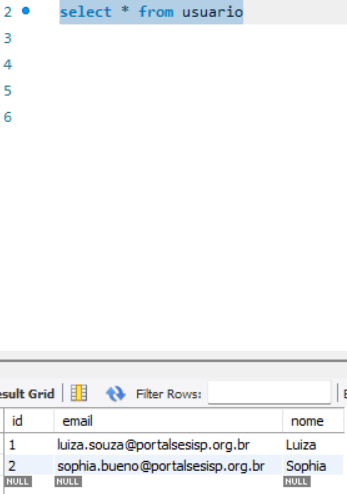 2 select * from usuario
3
4
5
6
esult Grid Filter Rows: E
id email nome
1 luiza.souza@portalsesisp.org.br Luiza
2 sophia.bueno@portalsesisp.org.br Sophia
NULL NULL NULL